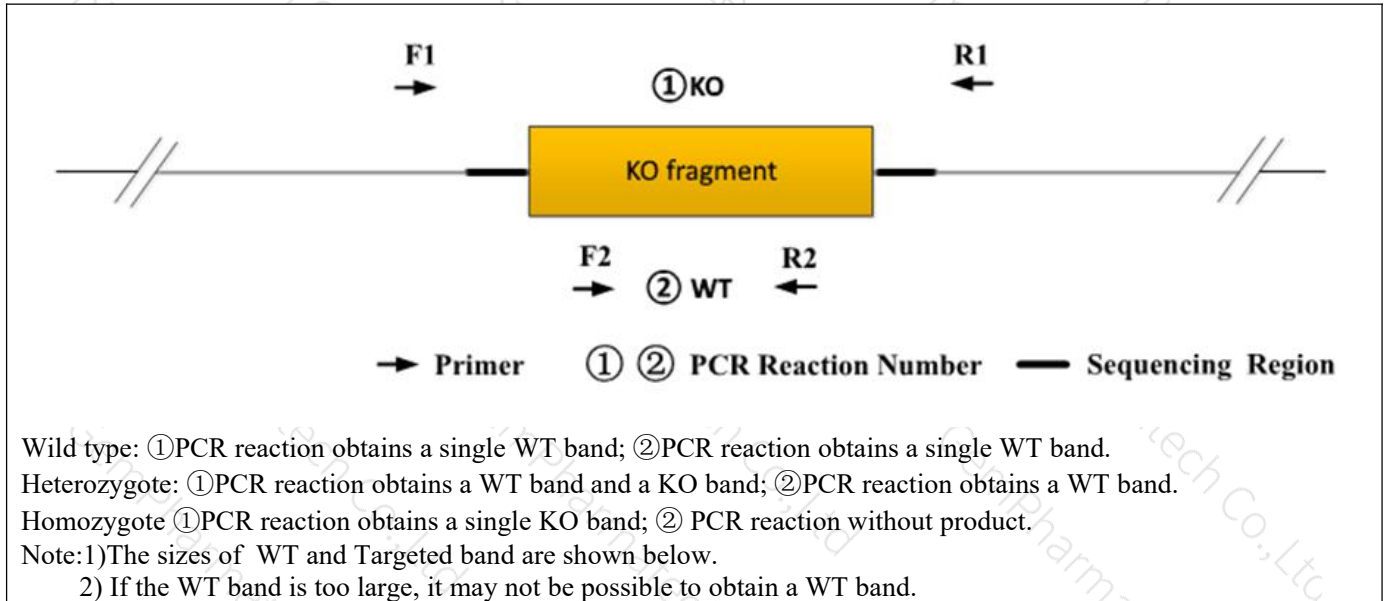 F1
R1
①KO
KO fragment
F2
R2
② WT
Primer ① ② PCR Reaction Number Sequencing Region
Wild type: ①PCR reaction obtains a single WT band; ②PCR reaction obtains a single WT band.
Heterozygote: ①PCR reaction obtains a WT band and a KO band; ②PCR reaction obtains a WT band.
Homozygote ①PCR reaction obtains a single KO band; ② PCR reaction without product.
Note:1)The sizes of WT and Targeted band are shown below.
2) If the WT band is too large, it may not be possible to obtain a WT band.